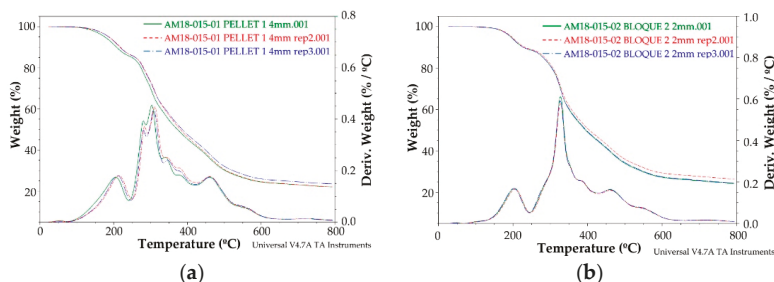 AM18-015-01 PELLET 1 4mm.001
AM18-015-01 PELLET 1 4mm rep2.001
AM18-015-01 PELLET 1 4mm rep3.001
Weight (%)
100
80
60
40
20
0.8
0.6
0.4
0.2
0.0
Deriv. Weight (% / ºC)
0 200 400 600 800
Temperature (ºC)
Universal V4.7A TA Instruments
(a)
AM18-015-02 BLOQUE 2 2mm.001
AM18-015-02 BLOQUE 2 2mm rep2.001
AM18-015-02 BLOQUE 2 2mm rep3.001
Weight (%)
100
80
60
40
20
1.0
0.8
0.6
0.4
0.2
0.0
Deriv. Weight (% / ºC)
0 200 400 600 800
Temperature (ºC)
Universal V4.7A TA Instruments
(b)